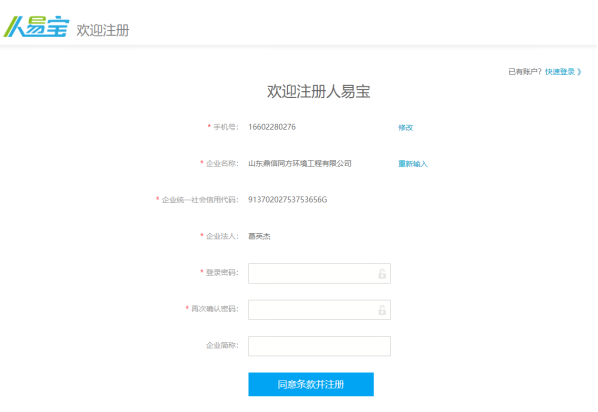 人易宝 欢迎注册
已有账户？快速登录 》
欢迎注册人易宝
* 手机号： 16602280276 修改
* 企业名称： 山东鼎信同方环境工程有限公司 重新输入
* 企业统一社会信用代码： 91370202753753656G
* 企业法人： 葛英杰
* 登录密码：
* 再次确认密码：
企业简称：
同意条款并注册